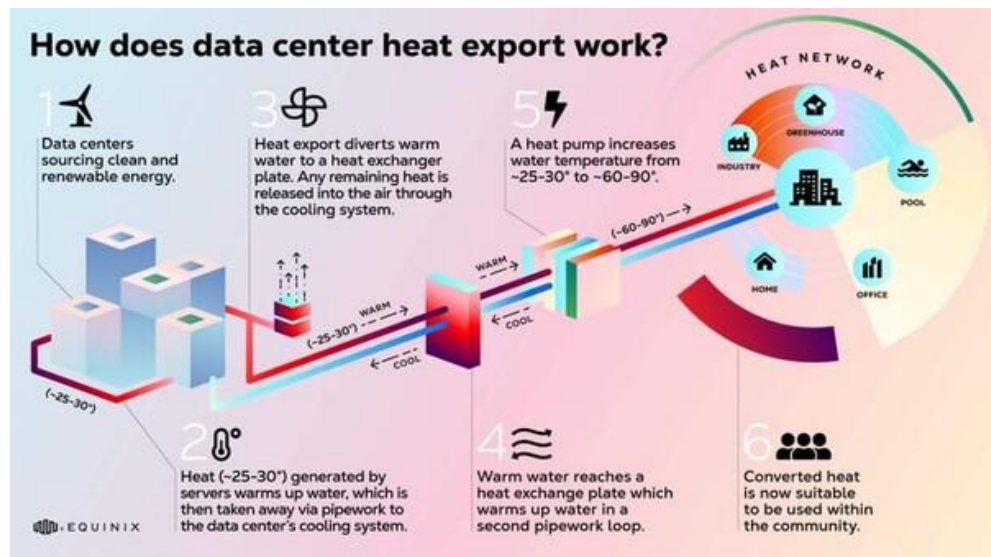 How does data center heat export work?
1
Data centers
sourcing clean and
renewable energy.
3
Heat export diverts warm
water to a heat exchanger
plate. Any remaining heat is
released into the air through
the cooling system.
5
A heat pump increases
water temperature from
~25-30° to ~60-90°.
HEAT NETWORK
INDUSTRY
GREENHOUSE
POOL
OFFICE
HOME
(~60-90°)
WARM
COOL
(~25-30°)
WARM
COOL
(~25-30°)
2
Heat (~25-30°) generated by
servers warms up water, which is
then taken away via pipework to
the data center's cooling system.
4
Warm water reaches a
heat exchange plate which
warms up water in a
second pipework loop.
6
Converted heat
is now suitable
to be used within
the community.
EQUINIX